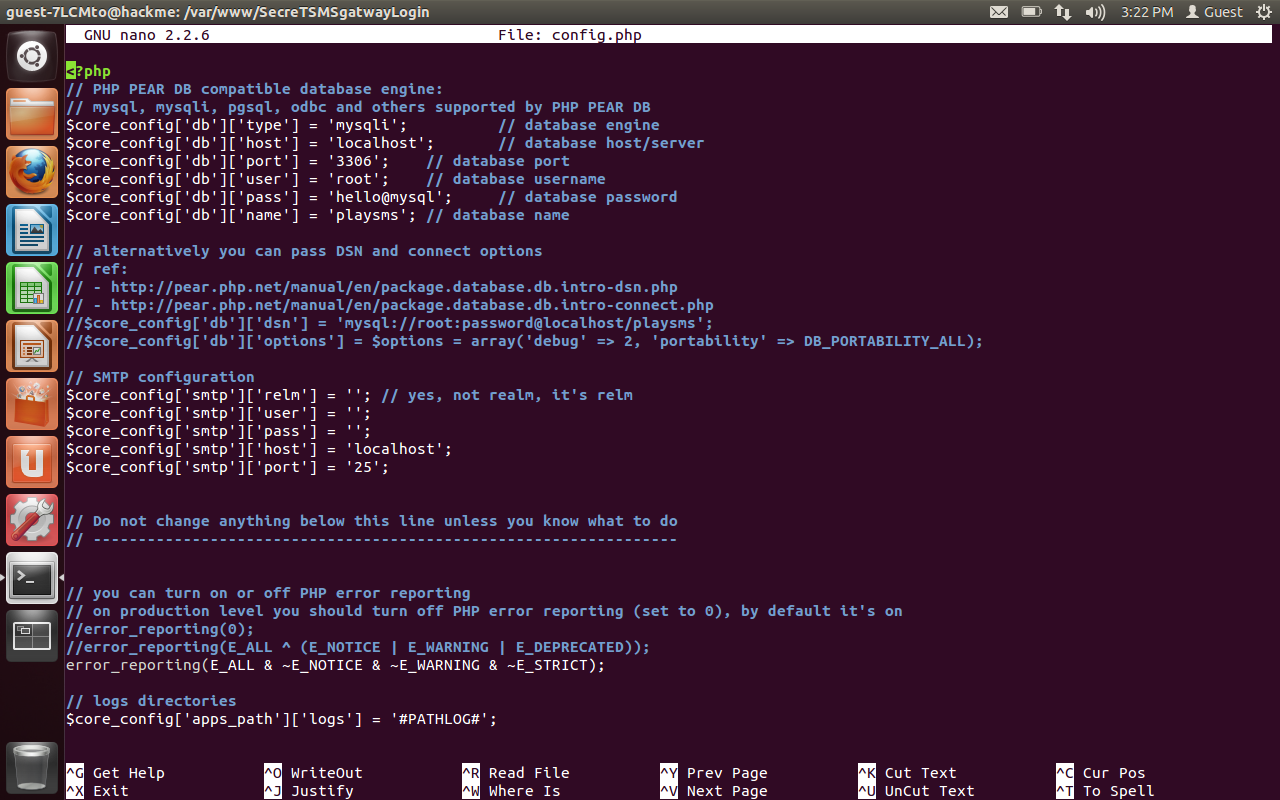 guest-7LCMto@hackme: /var/www/SecreTSMSgatwayLogin 3:22 PM Guest
GNU nano 2.2.6 File: config.php
<?php
// PHP PEAR DB compatible database engine:
// mysql, mysqli, pgsql, odbc and others supported by PHP PEAR DB
$core_config['db']['type'] = 'mysqli'; // database engine
$core_config['db']['host'] = 'localhost'; // database host/server
$core_config['db']['port'] = '3306'; // database port
$core_config['db']['user'] = 'root'; // database username
$core_config['db']['pass'] = 'hello@mysql'; // database password
$core_config['db']['name'] = 'playsms'; // database name
// alternatively you can pass DSN and connect options
// ref:
// - http://pear.php.net/manual/en/package.database.db.intro-dsn.php
// - http://pear.php.net/manual/en/package.database.db.intro-connect.php
//$core_config['db']['dsn'] = 'mysql://root:password@localhost/playsms';
//$core_config['db']['options'] = $options = array('debug' => 2, 'portability' => DB_PORTABILITY_ALL);
// SMTP configuration
$core_config['smtp']['relm'] = ''; // yes, not realm, it's relm
$core_config['smtp']['user'] = '';
$core_config['smtp']['pass'] = '';
$core_config['smtp']['host'] = 'localhost';
$core_config['smtp']['port'] = '25';
// Do not change anything below this line unless you know what to do
// -----------------------------------------------------------------
// you can turn on or off PHP error reporting
// on production level you should turn off PHP error reporting (set to 0), by default it's on
//error_reporting(0);
//error_reporting(E_ALL ^ (E_NOTICE | E_WARNING | E_DEPRECATED));
error_reporting(E_ALL & ~E_NOTICE & ~E_WARNING & ~E_STRICT);
// logs directories
$core_config['apps_path']['logs'] = '#PATHLOG#';
^G Get Help ^O WriteOut ^R Read File ^Y Prev Page ^K Cut Text ^C Cur Pos
^X Exit ^J Justify ^W Where Is ^V Next Page ^U UnCut Text ^T To Spell